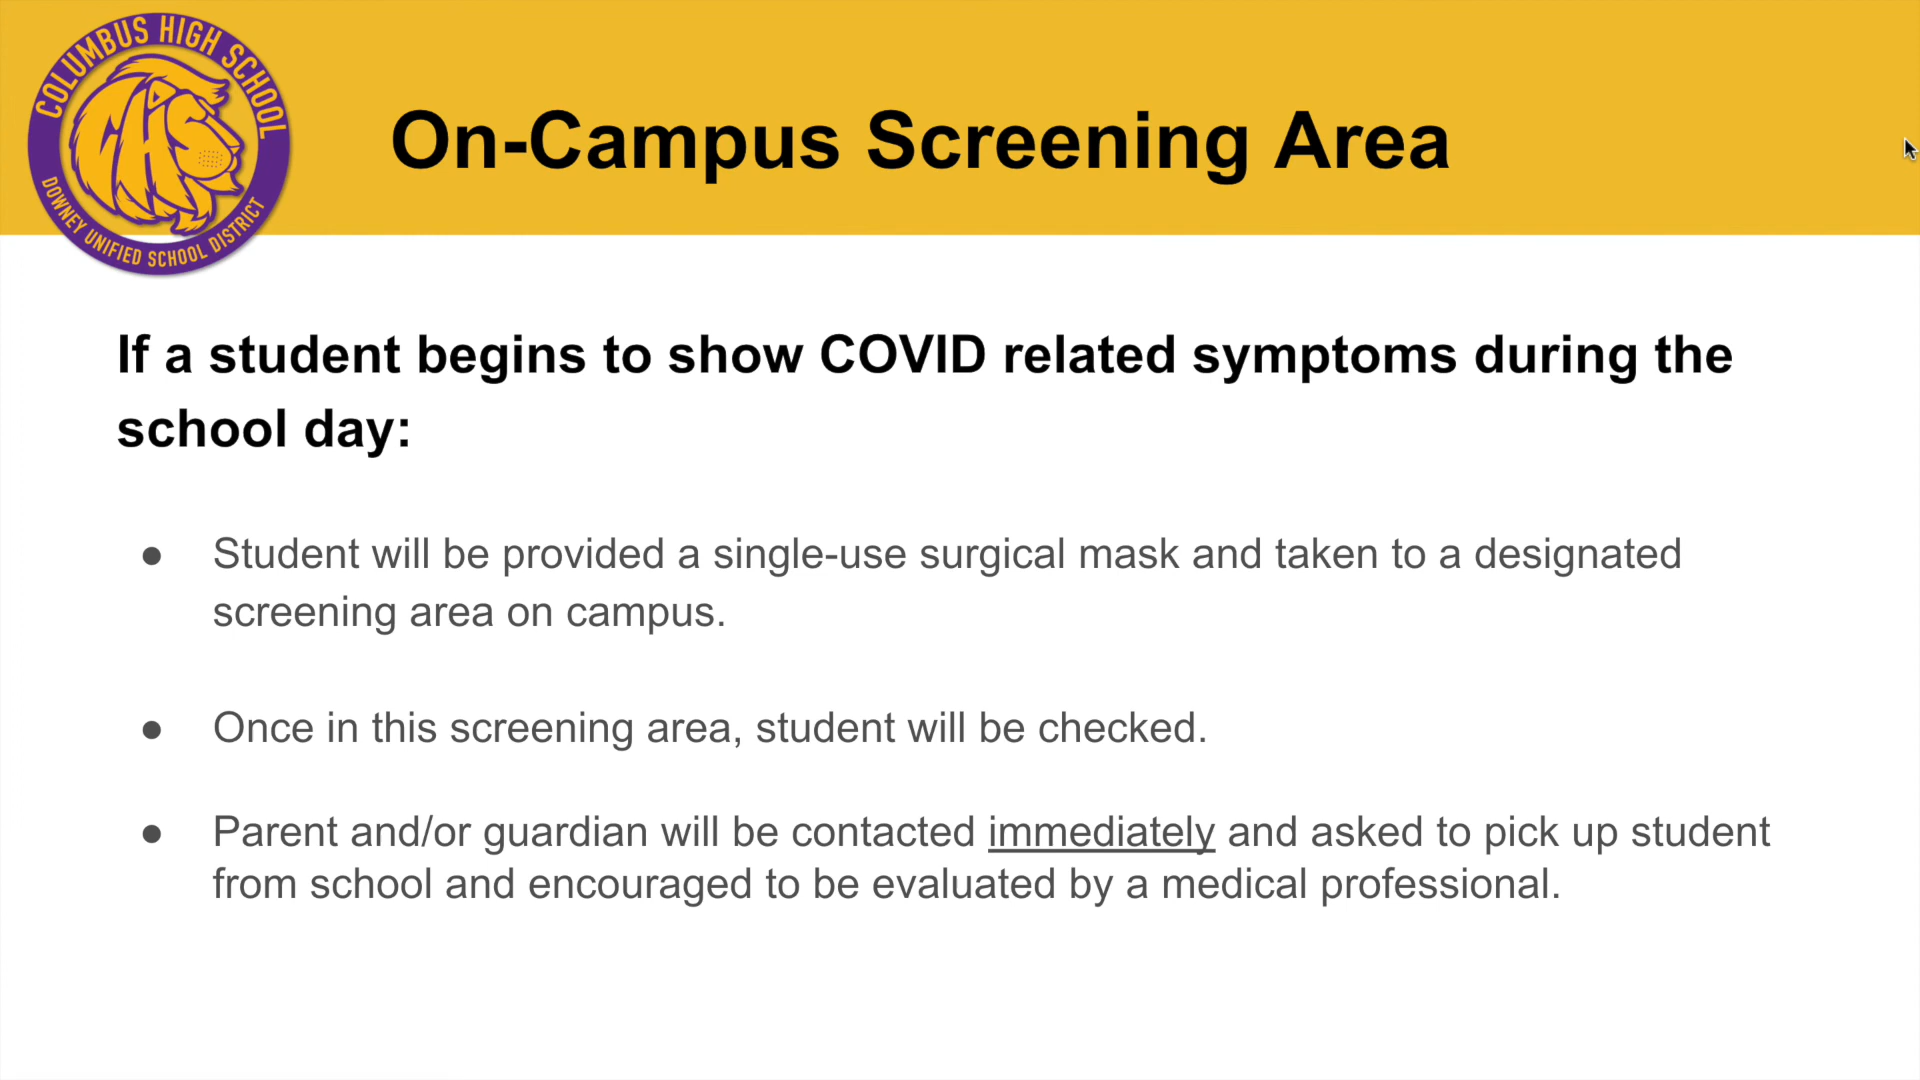 COLUMBUS HIGH SCHOOL
CHS
DOWNEY UNIFIED SCHOOL DISTRICT
On-Campus Screening Area
If a student begins to show COVID related symptoms during the
school day:
● Student will be provided a single-use surgical mask and taken to a designated
screening area on campus.
● Once in this screening area, student will be checked.
● Parent and/or guardian will be contacted immediately and asked to pick up student
from school and encouraged to be evaluated by a medical professional.